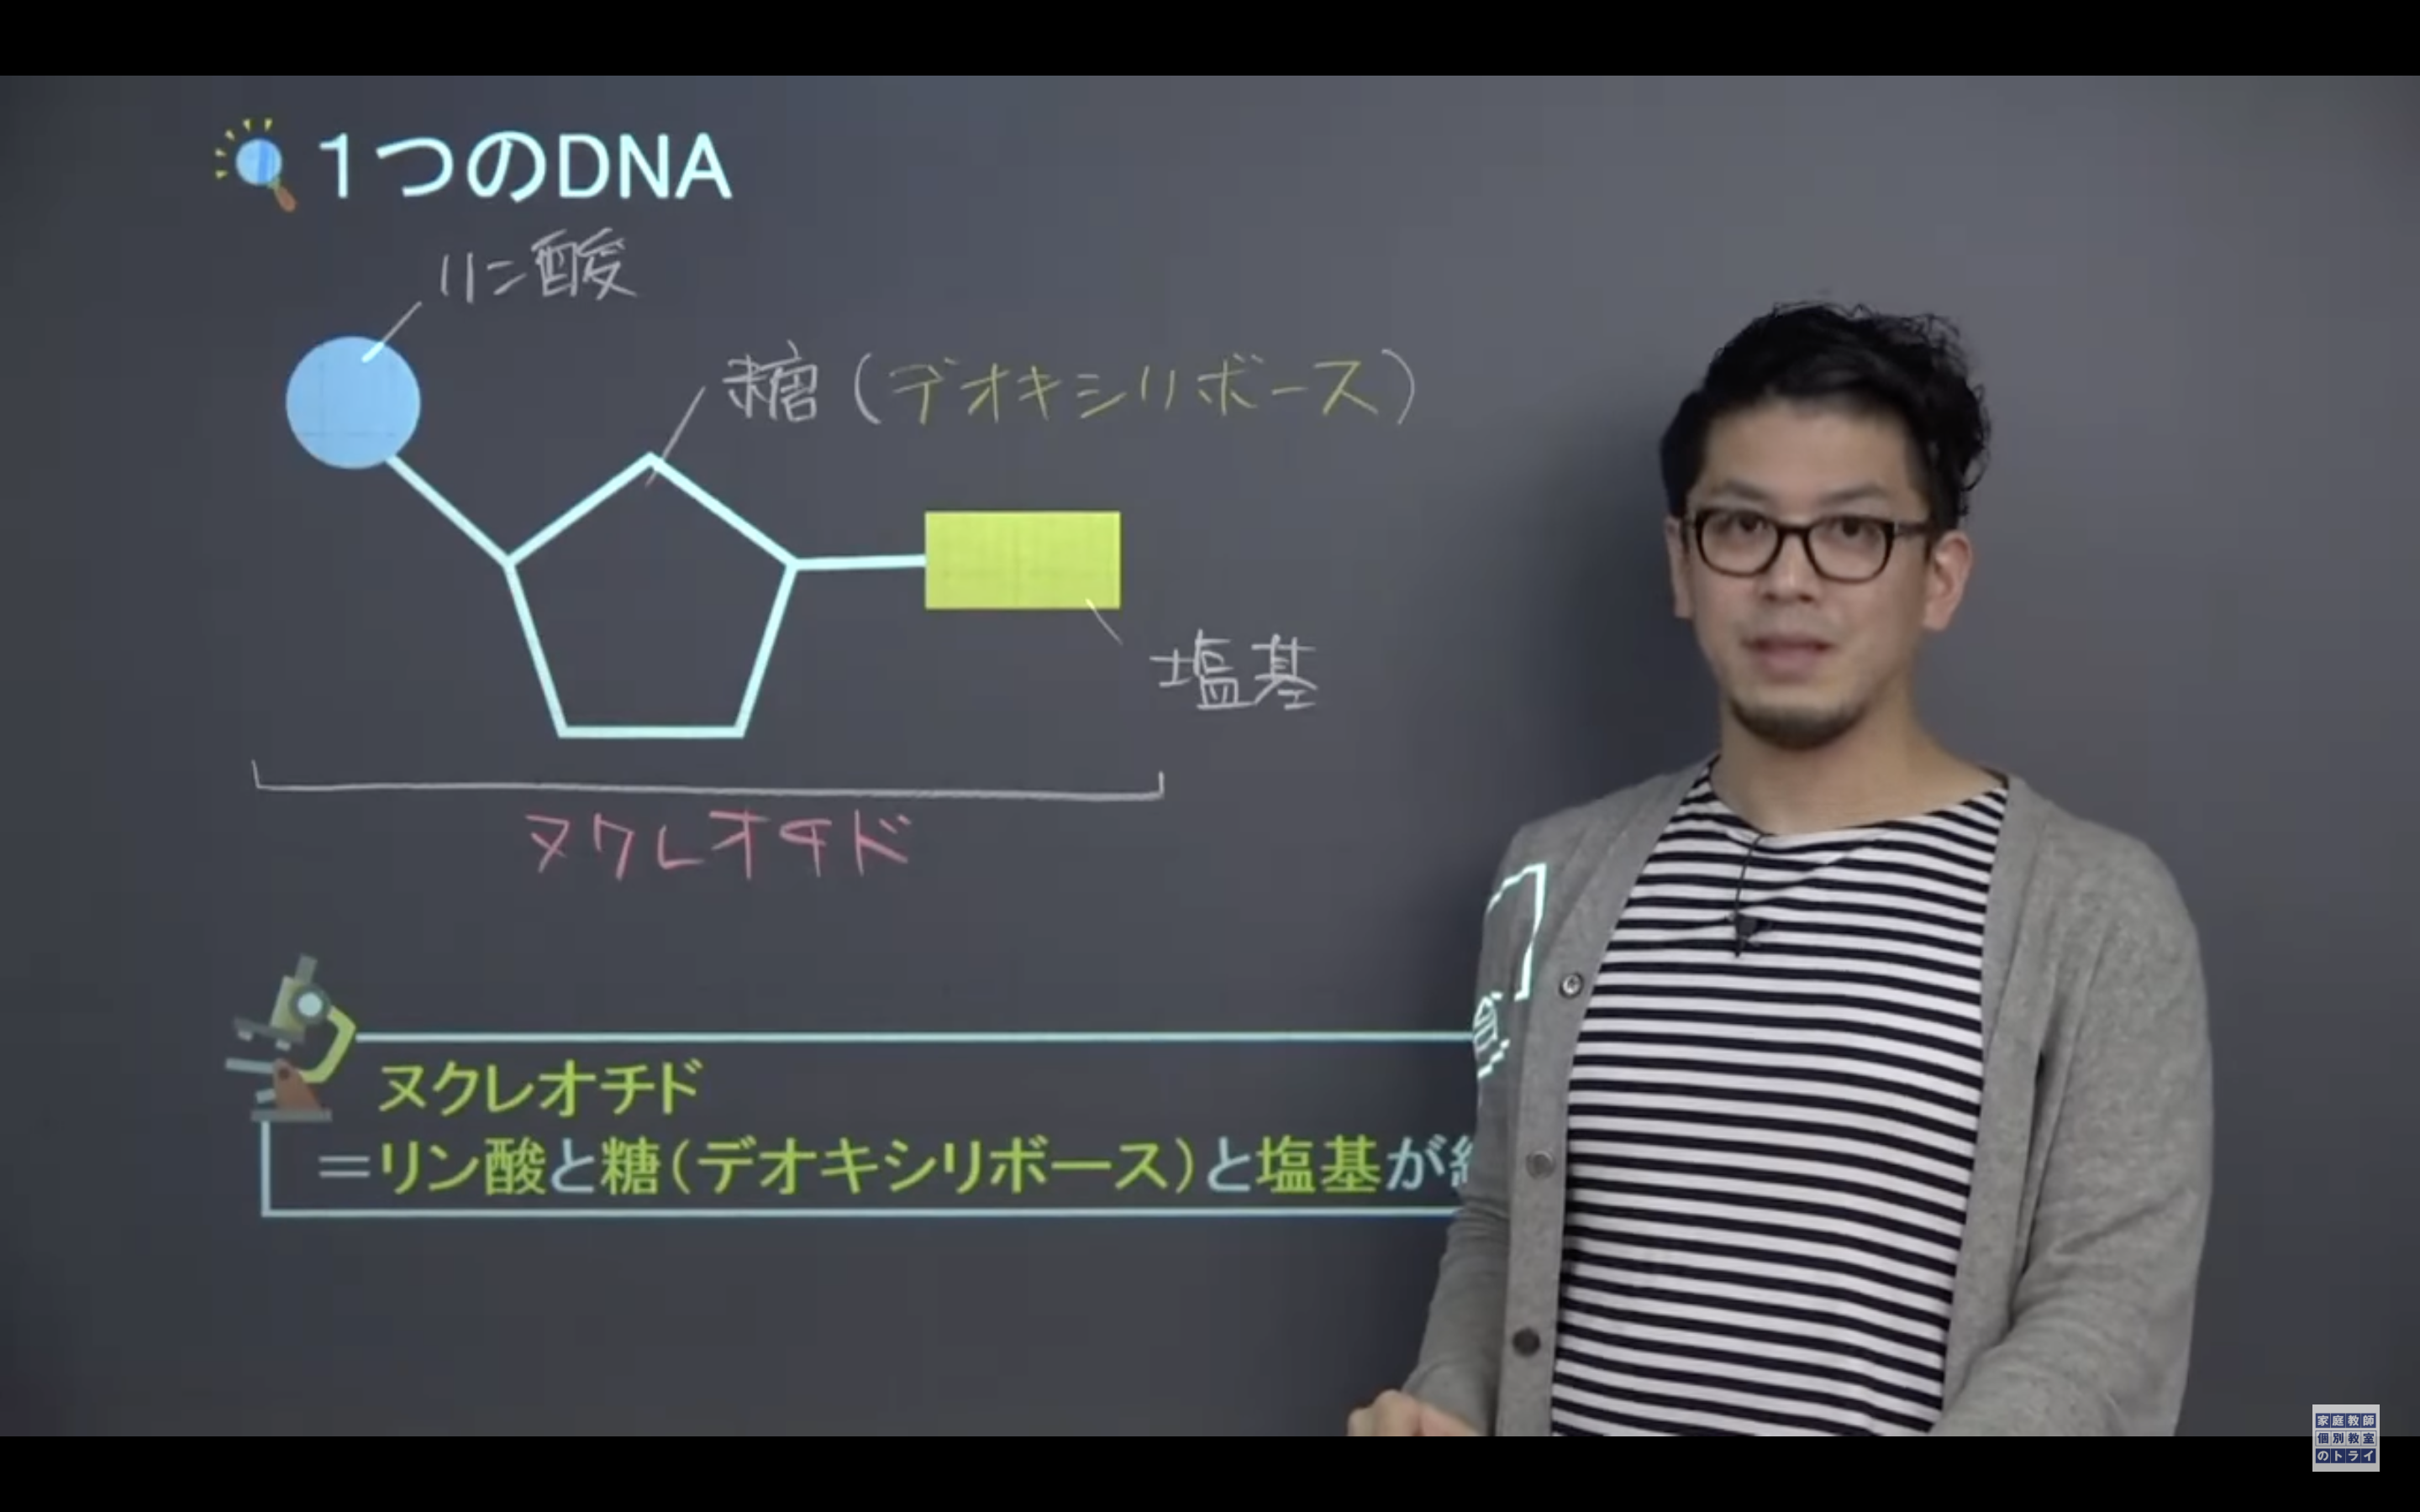 1つのDNA
リン酸
糖(デオキシリボース)
塩基
ヌクレオチド
ヌクレオチド
=リン酸と糖(デオキシリボース)と塩基が
家庭教師
個別教室
のトライ